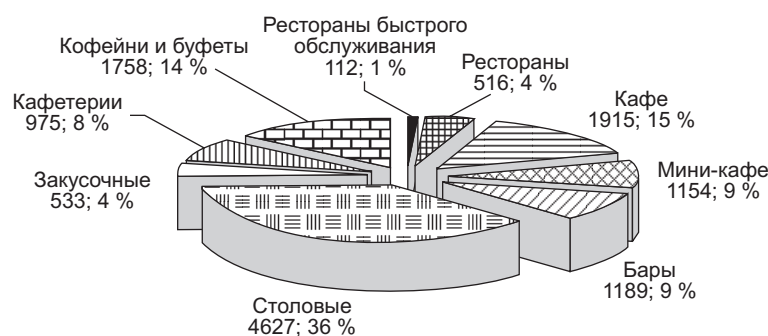 Рестораны быстрого
обслуживания
112; 1 %
Кофейни и буфеты
1758; 14 %
Рестораны
516; 4 %
Кафетерии
975; 8 %
Кафе
1915; 15 %
Закусочные
533; 4 %
Мини-кафе
1154; 9 %
Бары
1189; 9 %
Столовые
4627; 36 %